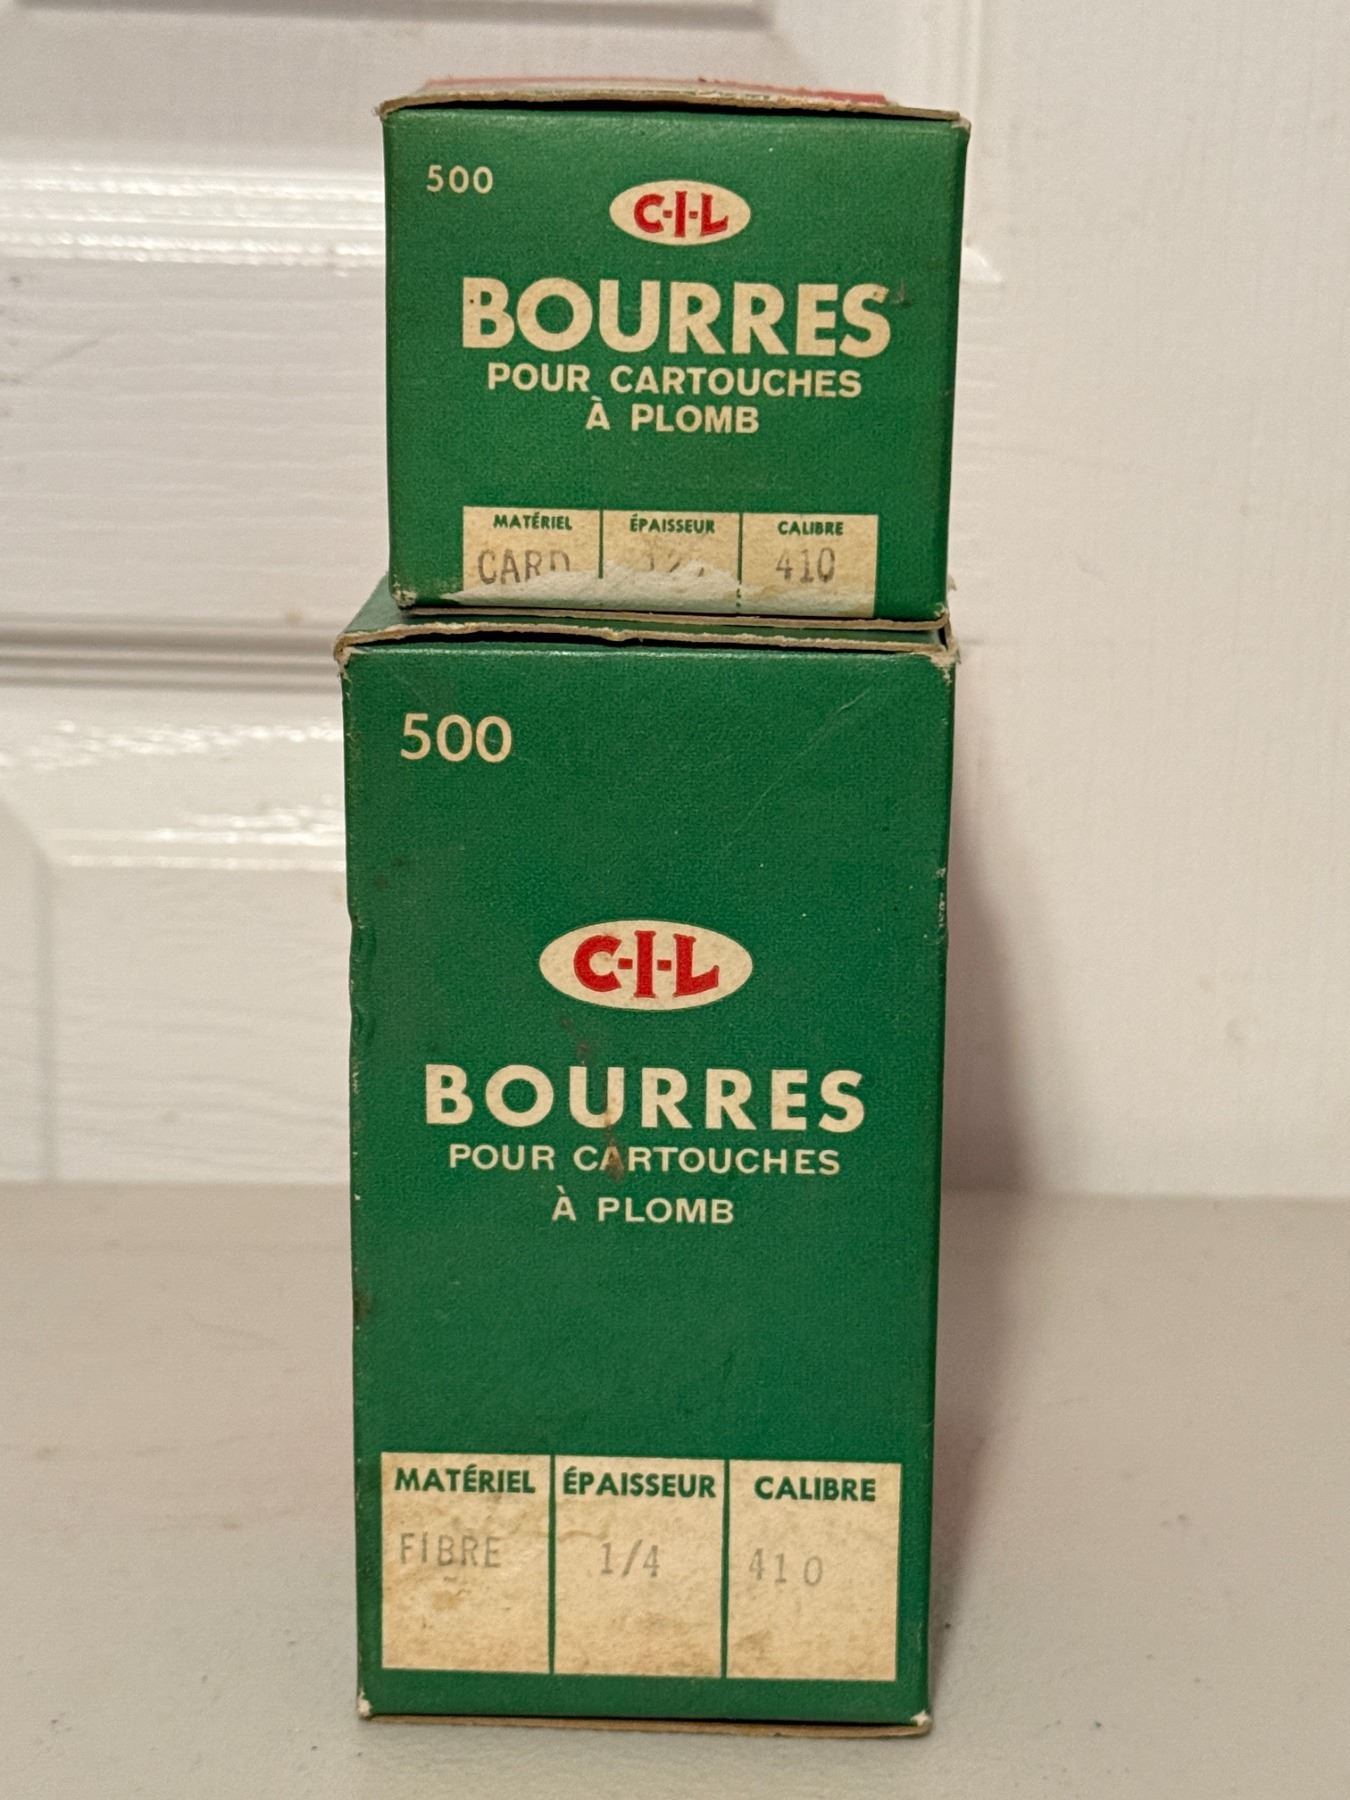 500
C-I-L
BOURRES
POUR CARTOUCHES
À PLOMB
MATÉRIEL ÉPAISSEUR CALIBRE
CARD 410
500
C-I-L
BOURRES
POUR CARTOUCHES
À PLOMB
MATÉRIEL ÉPAISSEUR CALIBRE
FIBRE 1/4 410